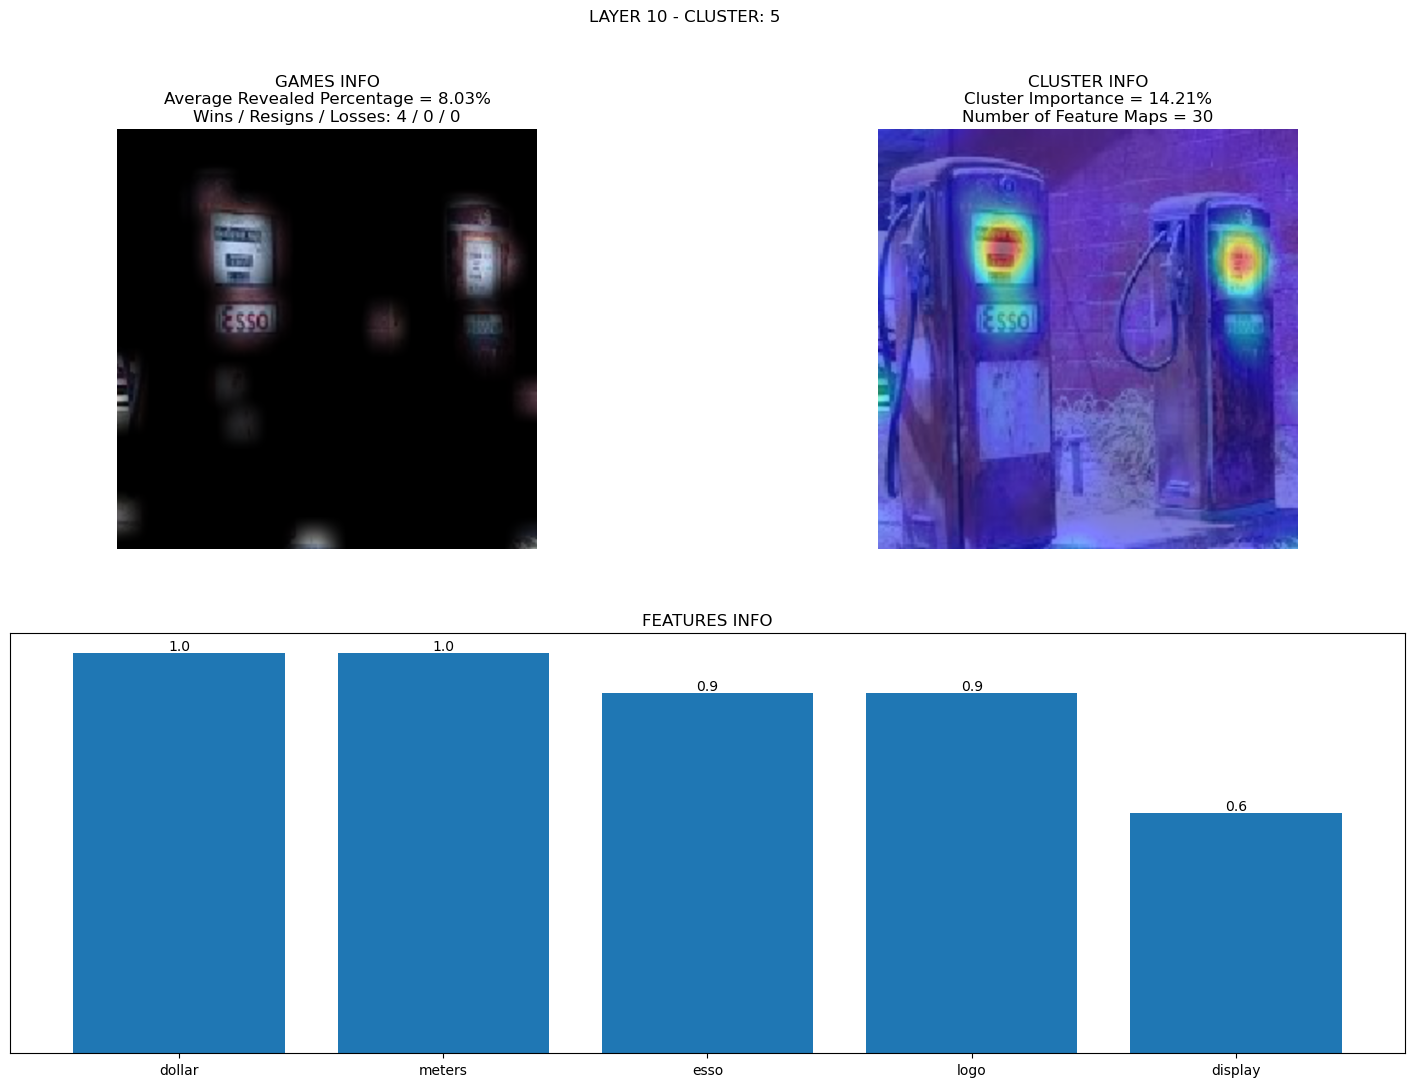 LAYER 10 - CLUSTER: 5
GAMES INFO
Average Revealed Percentage = 8.03%
Wins / Resigns / Losses: 4 / 0 / 0
CLUSTER INFO
Cluster Importance = 14.21%
Number of Feature Maps = 30
ESSO
ESSO
FEATURES INFO
1.0
1.0
0.9
0.9
0.6
dollar
meters
esso
logo
display